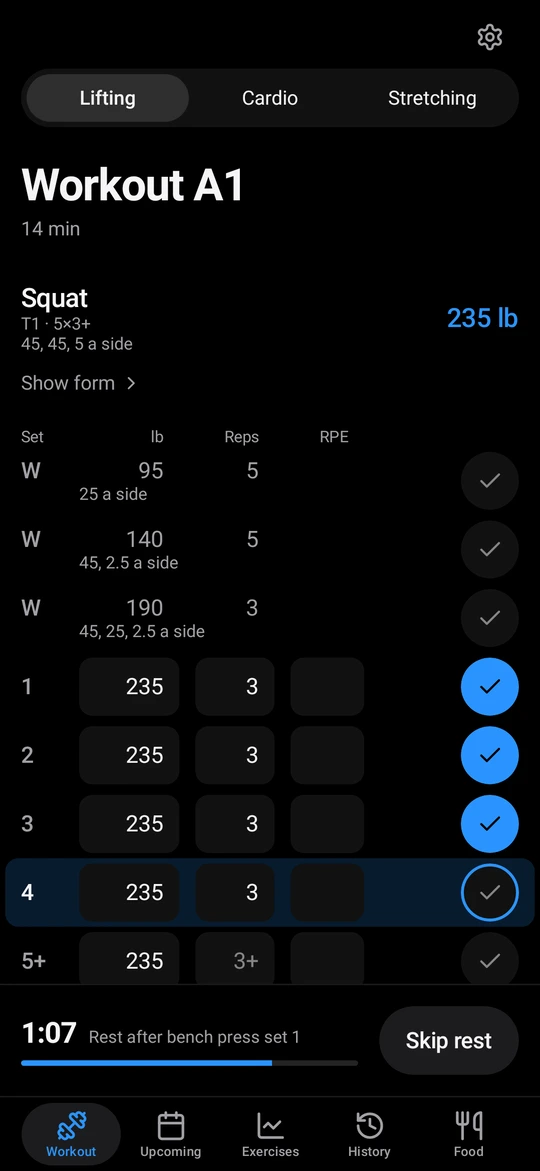 Lifting Cardio Stretching
Workout A1
14 min
Squat
235 lb
T1 · 5×3+
45, 45, 5 a side
Show form
Set lb Reps RPE
W 95 5
25 a side
W 140 5
45, 2.5 a side
W 190 3
45, 25, 2.5 a side
1 235 3
2 235 3
3 235 3
4 235 3
5+ 235 3+
1:07 Rest after bench press set 1
Skip rest
Workout Upcoming Exercises History Food